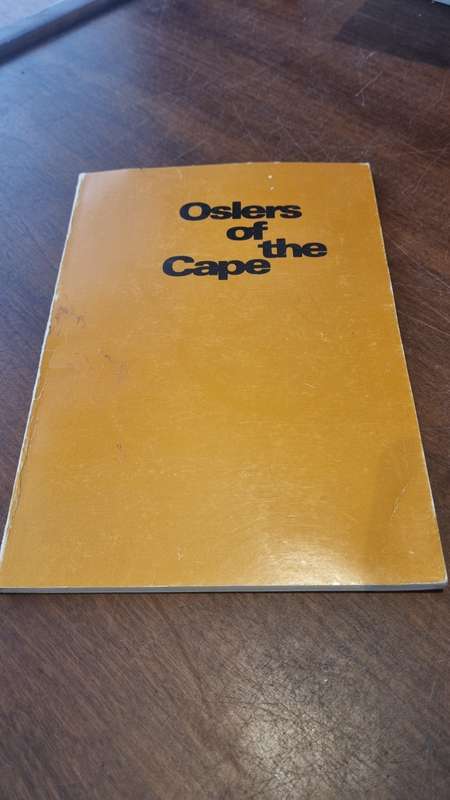 Oslers
of
the
Cape